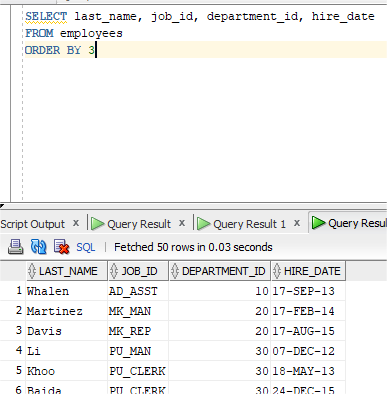 SELECT last_name, job_id, department_id, hire_date
FROM employees
ORDER BY 3
Script Output × Query Result × Query Result 1 × Query Resu
SQL | Fetched 50 rows in 0.03 seconds
LAST_NAME JOB_ID DEPARTMENT_ID HIRE_DATE
1 Whalen AD_ASST 10 17-SEP-13
2 Martinez MK_MAN 20 17-FEB-14
3 Davis MK_REP 20 17-AUG-15
4 Li PU_MAN 30 07-DEC-12
5 Khoo PU_CLERK 30 18-MAY-13
6 Baida PU_CLERK 30 24-DEC-15